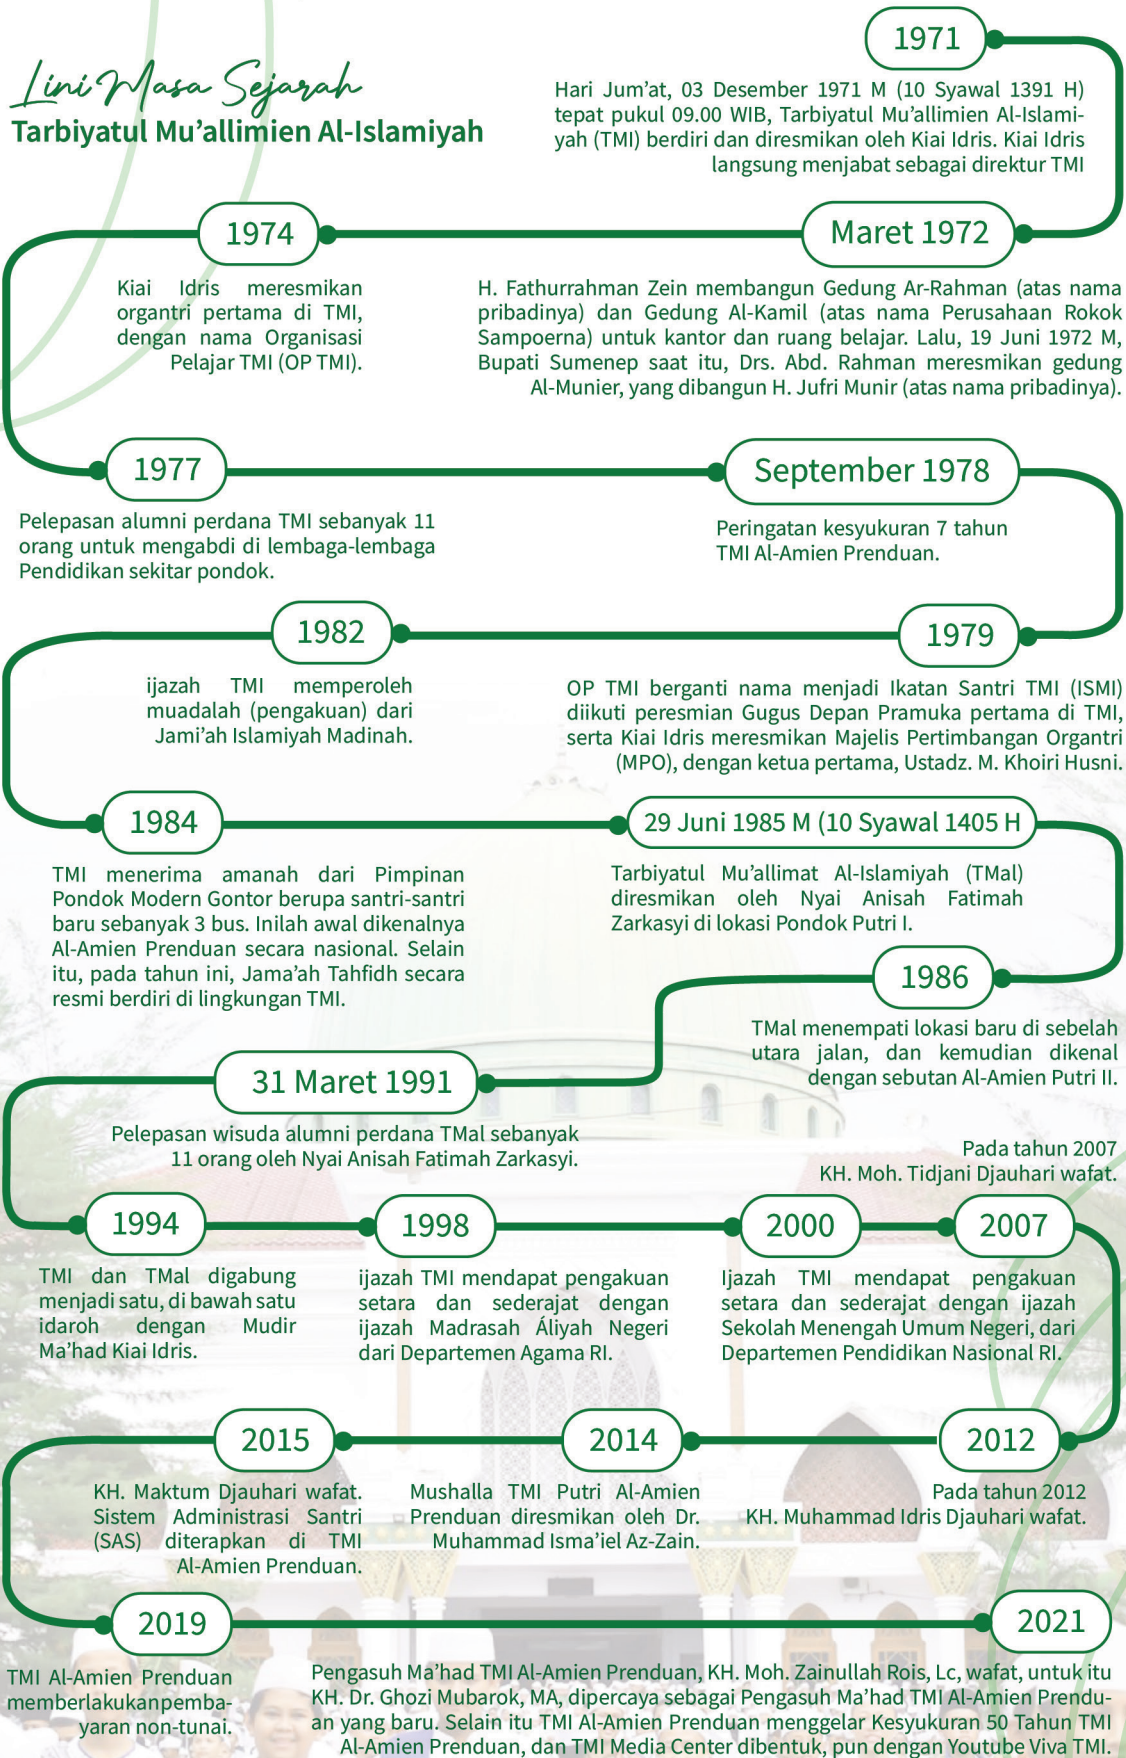 Lini Masa Sejarah
Tarbiyatul Mu’allimien Al-Islamiyah
1971
Hari Jum’at, 03 Desember 1971 M (10 Syawal 1391 H)
tepat pukul 09.00 WIB, Tarbiyatul Mu’allimien Al-Islami-
yah (TMI) berdiri dan diresmikan oleh Kiai Idris. Kiai Idris
langsung menjabat sebagai direktur TMI
Maret 1972
H. Fathurrahman Zein membangun Gedung Ar-Rahman (atas nama
pribadinya) dan Gedung Al-Kamil (atas nama Perusahaan Rokok
Sampoerna) untuk kantor dan ruang belajar. Lalu, 19 Juni 1972 M,
Bupati Sumenep saat itu, Drs. Abd. Rahman meresmikan gedung
Al-Munier, yang dibangun H. Jufri Munir (atas nama pribadinya).
1974
Kiai Idris meresmikan
organtri pertama di TMI,
dengan nama Organisasi
Pelajar TMI (OP TMI).
1977
Pelepasan alumni perdana TMI sebanyak 11
orang untuk mengabdi di lembaga-lembaga
Pendidikan sekitar pondok.
September 1978
Peringatan kesyukuran 7 tahun
TMI Al-Amien Prenduan.
1979
OP TMI berganti nama menjadi Ikatan Santri TMI (ISMI)
diikuti peresmian Gugus Depan Pramuka pertama di TMI,
serta Kiai Idris meresmikan Majelis Pertimbangan Organtri
(MPO), dengan ketua pertama, Ustadz. M. Khoiri Husni.
1982
ijazah TMI memperoleh
muadalah (pengakuan) dari
Jami’ah Islamiyah Madinah.
1984
TMI menerima amanah dari Pimpinan
Pondok Modern Gontor berupa santri-santri
baru sebanyak 3 bus. Inilah awal dikenalnya
Al-Amien Prenduan secara nasional. Selain
itu, pada tahun ini, Jama’ah Tahfidh secara
resmi berdiri di lingkungan TMI.
29 Juni 1985 M (10 Syawal 1405 H
Tarbiyatul Mu’allimat Al-Islamiyah (TMal)
diresmikan oleh Nyai Anisah Fatimah
Zarkasyi di lokasi Pondok Putri I.
1986
TMal menempati lokasi baru di sebelah
utara jalan, dan kemudian dikenal
dengan sebutan Al-Amien Putri II.
31 Maret 1991
Pelepasan wisuda alumni perdana TMal sebanyak
11 orang oleh Nyai Anisah Fatimah Zarkasyi.
1994
TMI dan TMal digabung
menjadi satu, di bawah satu
idaroh dengan Mudir
Ma’had Kiai Idris.
1998
ijazah TMI mendapat pengakuan
setara dan sederajat dengan
ijazah Madrasah Áliyah Negeri
dari Departemen Agama RI.
2000
Ijazah TMI mendapat pengakuan
setara dan sederajat dengan ijazah
Sekolah Menengah Umum Negeri, dari
Departemen Pendidikan Nasional RI.
Pada tahun 2007
KH. Moh. Tidjani Djauhari wafat.
2007
2012
Pada tahun 2012
KH. Muhammad Idris Djauhari wafat.
2014
Mushalla TMI Putri Al-Amien
Prenduan diresmikan oleh Dr.
Muhammad Isma’iel Az-Zain.
2015
KH. Maktum Djauhari wafat.
Sistem Administrasi Santri
(SAS) diterapkan di TMI
Al-Amien Prenduan.
2019
TMI Al-Amien Prenduan
memberlakukanpemba-
yaran non-tunai.
2021
Pengasuh Ma’had TMI Al-Amien Prenduan, KH. Moh. Zainullah Rois, Lc, wafat, untuk itu
KH. Dr. Ghozi Mubarok, MA, dipercaya sebagai Pengasuh Ma’had TMI Al-Amien Prendu-
an yang baru. Selain itu TMI Al-Amien Prenduan menggelar Kesyukuran 50 Tahun TMI
Al-Amien Prenduan, dan TMI Media Center dibentuk, pun dengan Youtube Viva TMI.